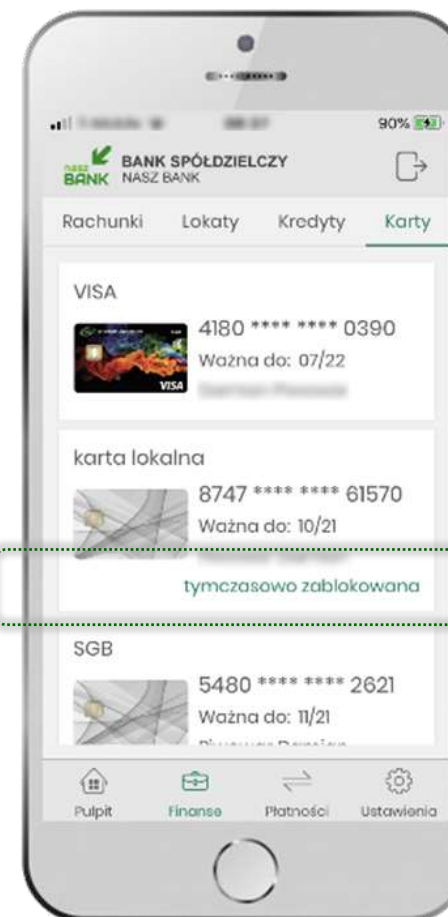 90%
nasz
BANK
BANK SPÓŁDZIELCZY
NASZ BANK
Rachunki Lokaty Kredyty Karty
VISA
4180 **** **** 0390
Ważna do: 07/22
VISA
karta lokalna
8747 **** **** 61570
Ważna do: 10/21
tymczasowo zablokowana
SGB
5480 **** **** 2621
Ważna do: 11/21
Pulpit Finanse Płatności Ustawienia